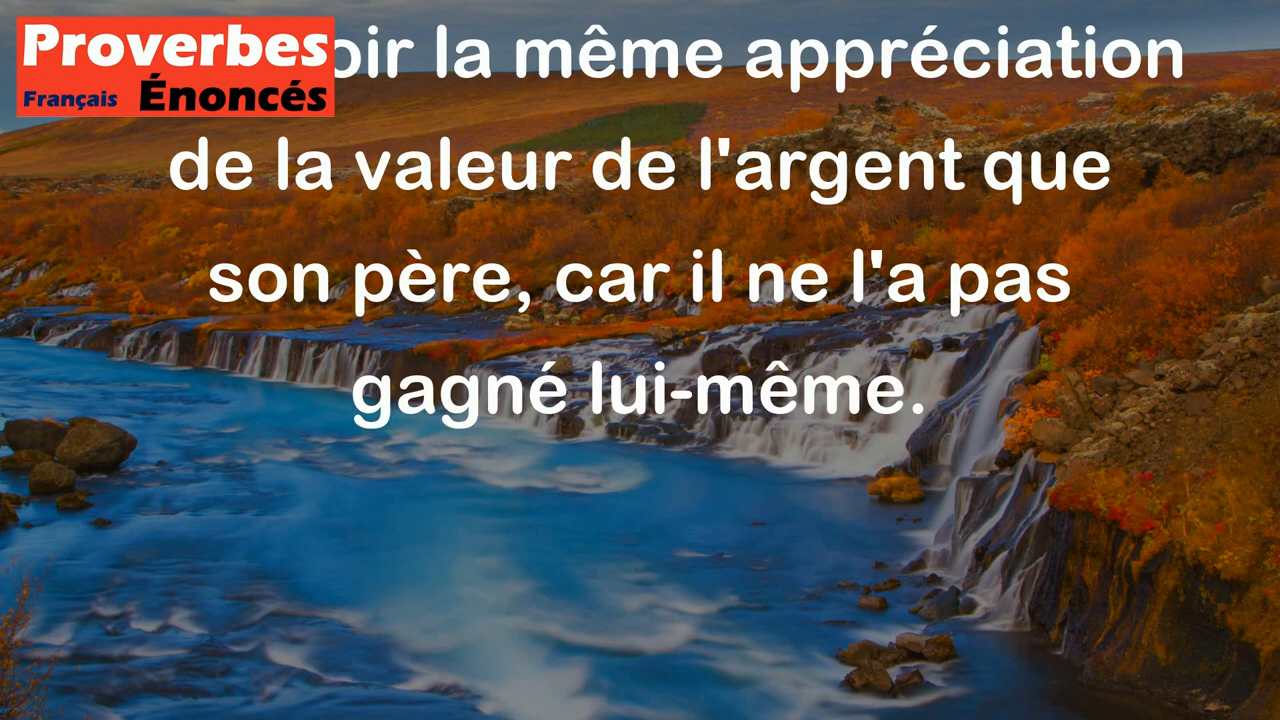 Proverbes
Français Énoncés
oir la même appréciation
de la valeur de l'argent que
son père, car il ne l'a pas
gagné lui-même.